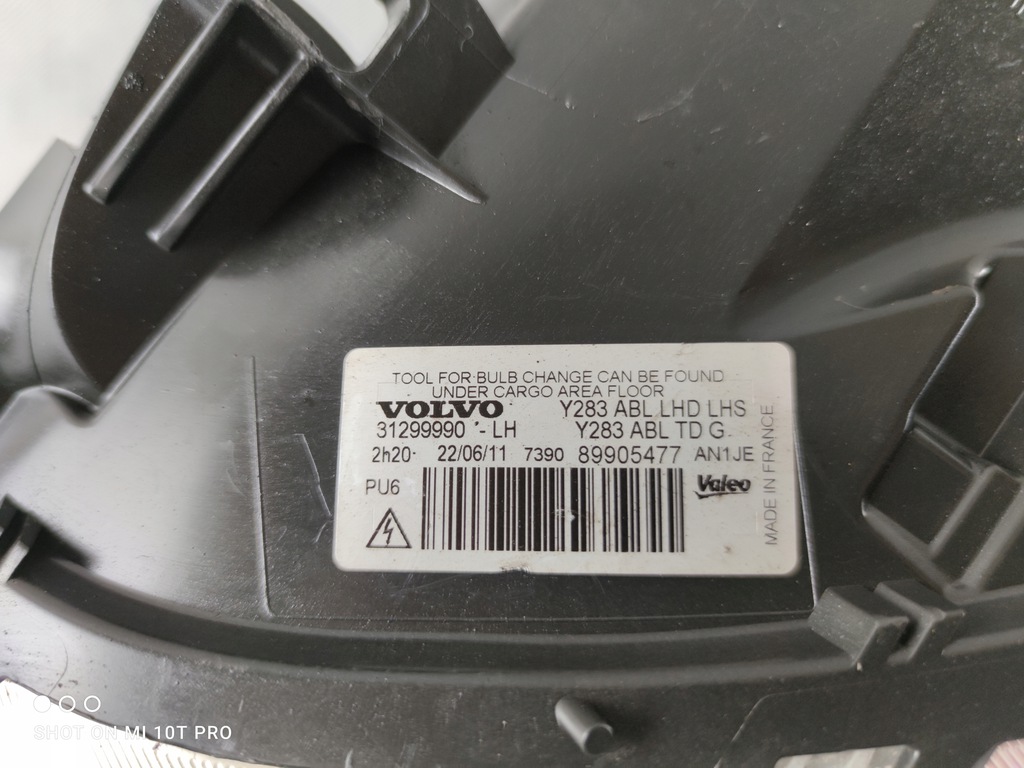 TOOL FOR BULB CHANGE CAN BE FOUND
UNDER CARGO AREA FLOOR
VOLVO Y283 ABL LHD LHS
31299990 - LH Y283 ABL TD G
2h20 22/06/11 7390 89905477 AN1JE
PU6
Valeo
MADE IN FRANCE
SHOT ON MI 10T PRO